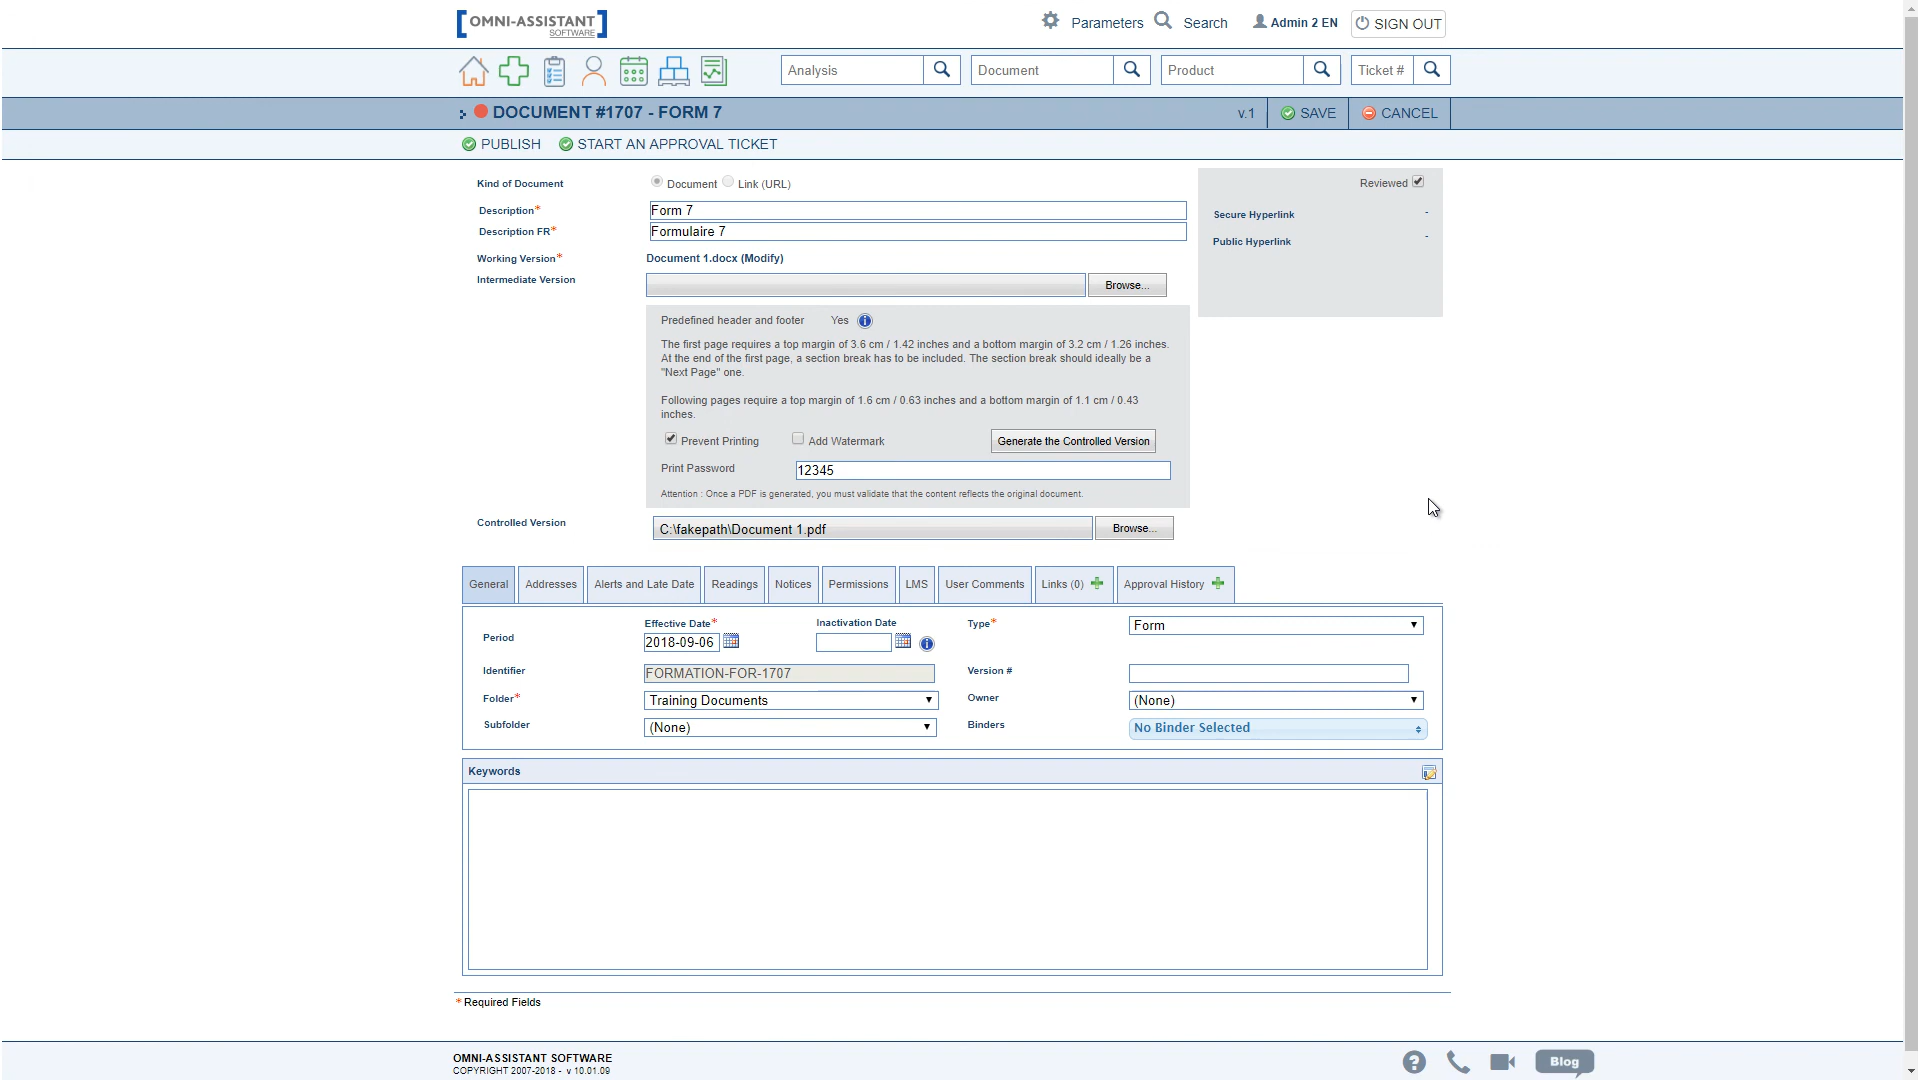 OMNI-ASSISTANT
SOFTWARE
Parameters
Search
Admin 2 EN
SIGN OUT
Analysis
Document
Product
Ticket #
DOCUMENT #1707 - FORM 7
v.1
SAVE
CANCEL
PUBLISH
START AN APPROVAL TICKET
Kind of Document
Document
Link (URL)
Reviewed
Description*
Form 7
Secure Hyperlink
-
Description FR*
Formulaire 7
Public Hyperlink
-
Working Version*
Document 1.docx (Modify)
Intermediate Version
Browse...
Predefined header and footer
Yes
The first page requires a top margin of 3.6 cm / 1.42 inches and a bottom margin of 3.2 cm / 1.26 inches.
At the end of the first page, a section break has to be included. The section break should ideally be a
"Next Page" one.
Following pages require a top margin of 1.6 cm / 0.63 inches and a bottom margin of 1.1 cm / 0.43
inches.
Prevent Printing
Add Watermark
Generate the Controlled Version
Print Password
12345
Attention : Once a PDF is generated, you must validate that the content reflects the original document.
Controlled Version
C:\fakepath\Document 1.pdf
Browse...
General
Addresses
Alerts and Late Date
Readings
Notices
Permissions
LMS
User Comments
Links (0)
Approval History
Period
Effective Date*
2018-09-06
Inactivation Date
Type*
Form
Identifier
FORMATION-FOR-1707
Version #
Folder*
Training Documents
Owner
(None)
Subfolder
(None)
Binders
No Binder Selected
Keywords
* Required Fields
OMNI-ASSISTANT SOFTWARE
COPYRIGHT 2007-2018 - v 10.01.09
Blog